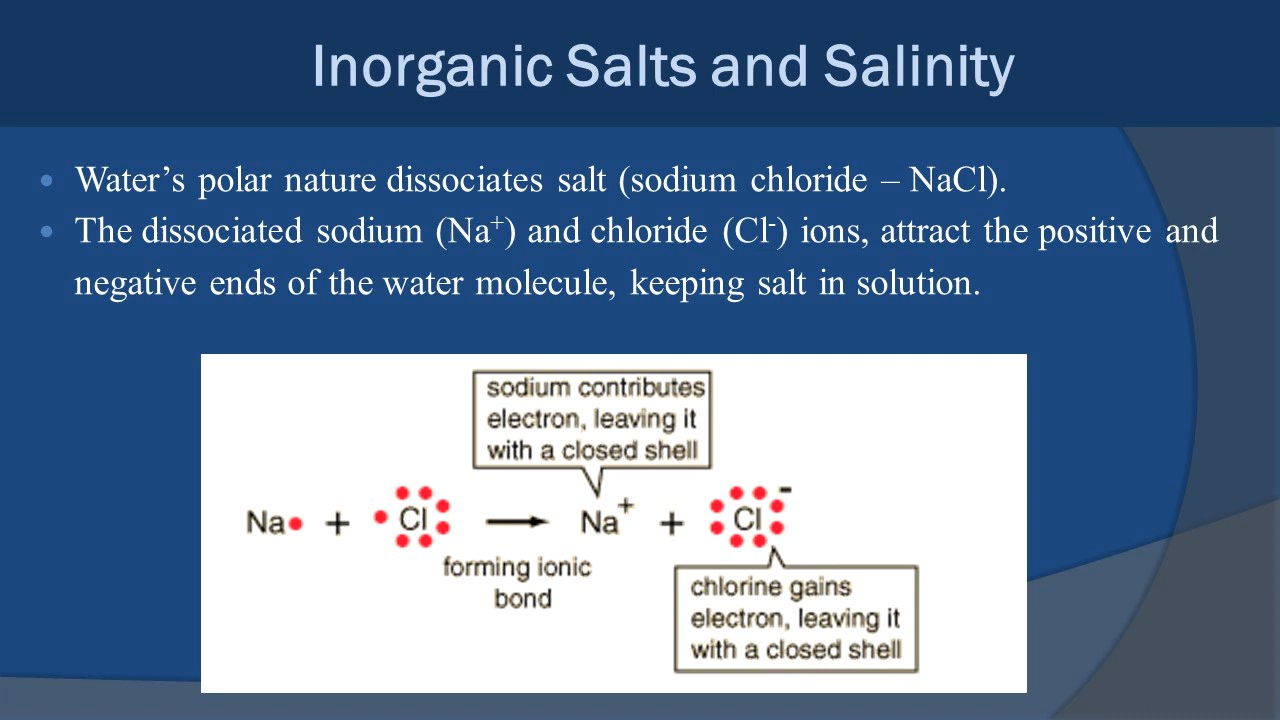 Inorganic Salts and Salinity
• Water’s polar nature dissociates salt (sodium chloride – NaCl).
• The dissociated sodium (Na⁺) and chloride (Cl⁻) ions, attract the positive and
negative ends of the water molecule, keeping salt in solution.
sodium contributes
electron, leaving it
with a closed shell
Na + Cl → Na⁺ + Cl⁻
forming ionic
bond
chlorine gains
electron, leaving it
with a closed shell